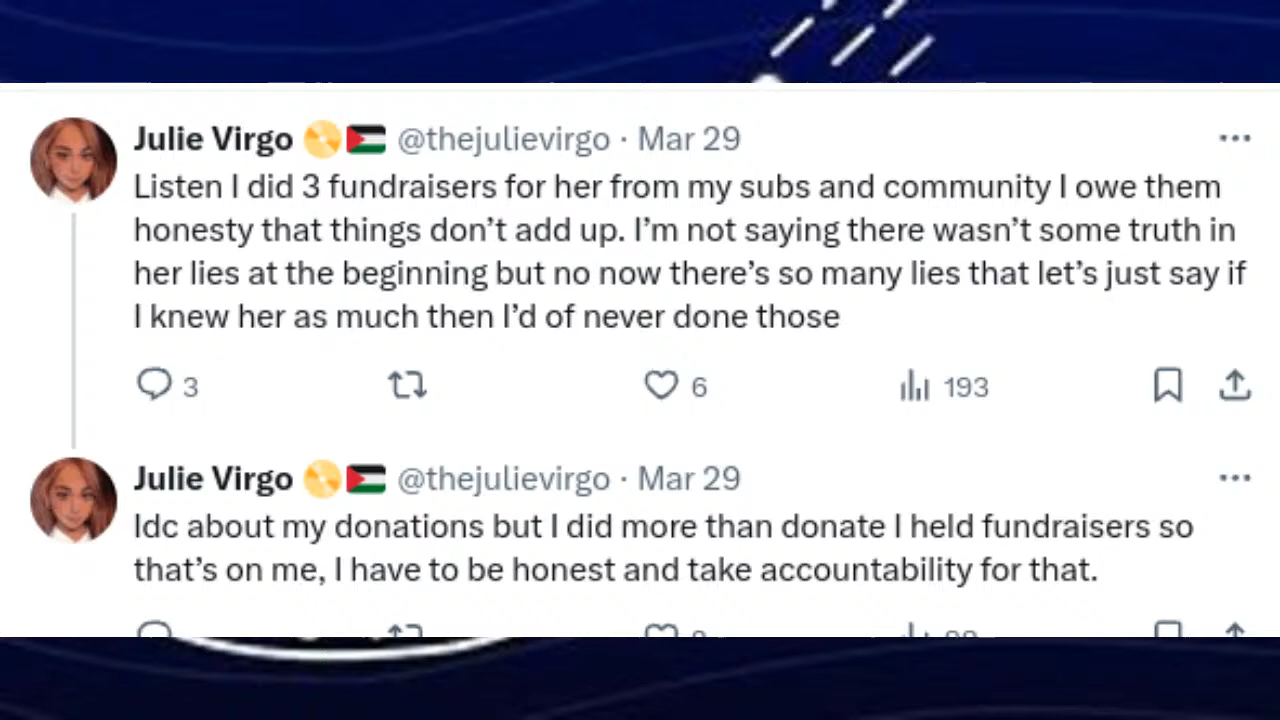 Julie Virgo 📀🇵🇸 @thejulievirgo · Mar 29
Listen I did 3 fundraisers for her from my subs and community I owe them
honesty that things don’t add up. I’m not saying there wasn’t some truth in
her lies at the beginning but no now there’s so many lies that let’s just say if
I knew her as much then I’d of never done those
3 6 193
Julie Virgo 📀🇵🇸 @thejulievirgo · Mar 29
Idc about my donations but I did more than donate I held fundraisers so
that’s on me, I have to be honest and take accountability for that.